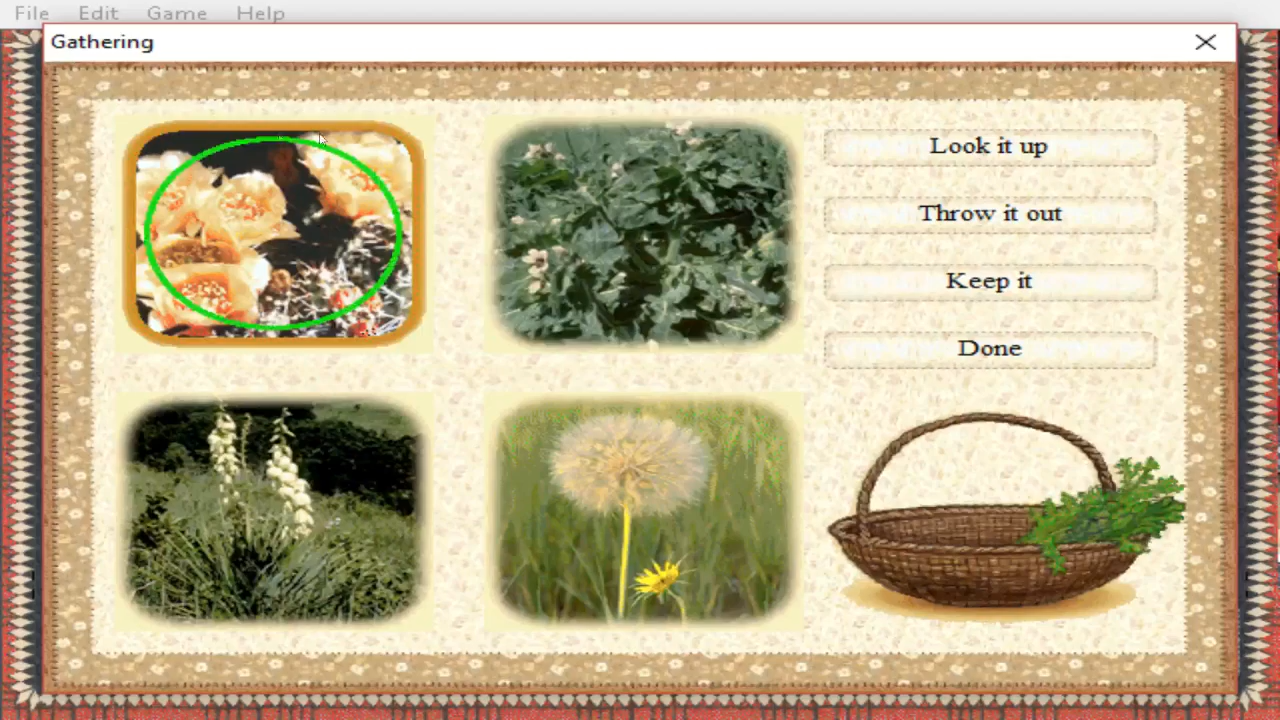 File Edit Game Help
Gathering
Look it up
Throw it out
Keep it
Done